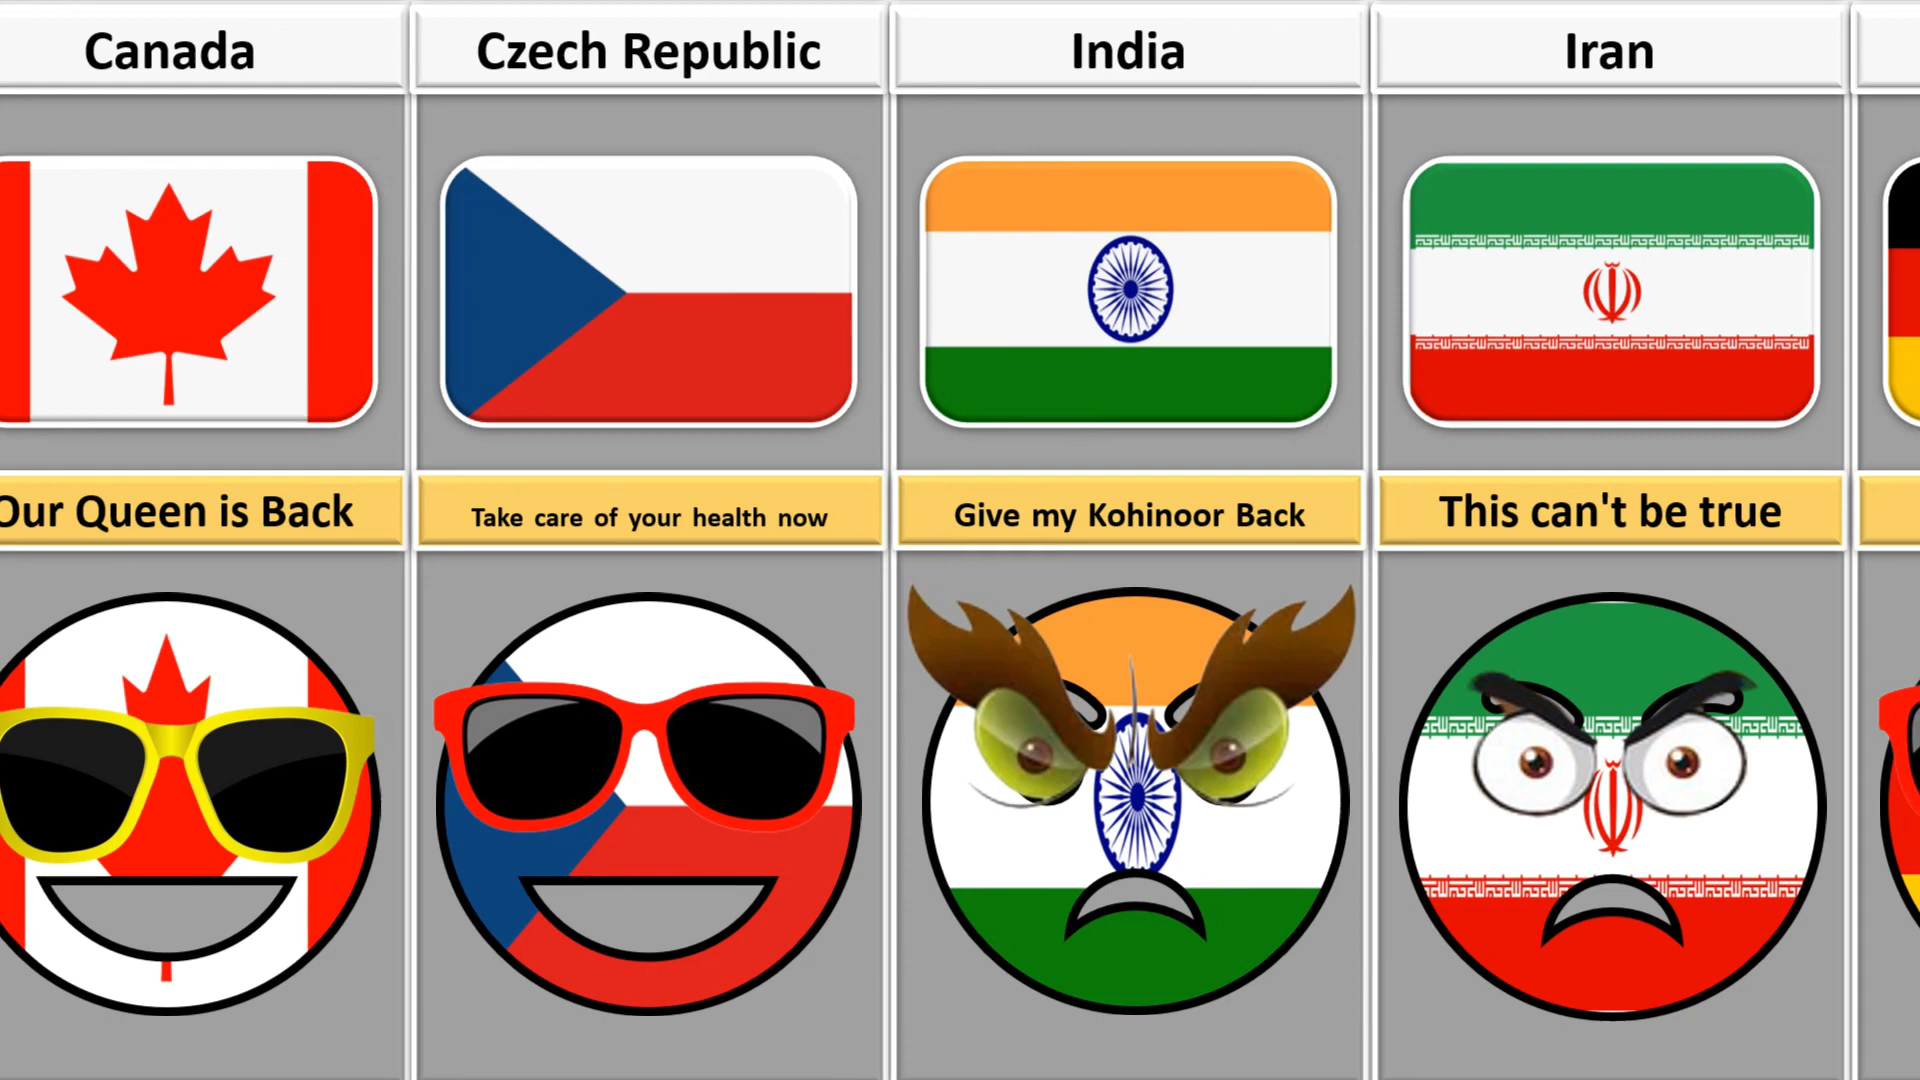 Canada
Czech Republic
India
Iran
Our Queen is Back
Take care of your health now
Give my Kohinoor Back
This can't be true